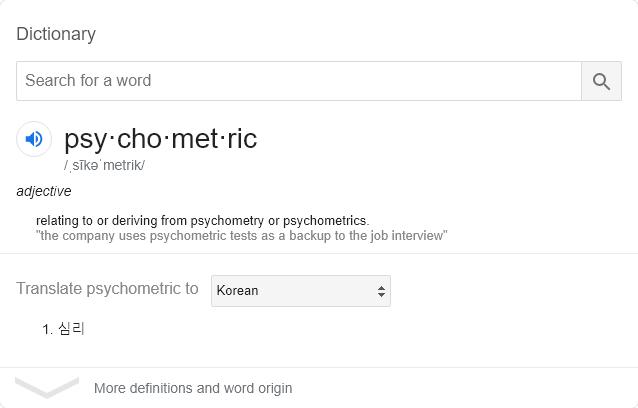 Dictionary
Search for a word
psy·cho·met·ric
/ˌsīkəˈmetrik/
adjective
relating to or deriving from psychometry or psychometrics.
"the company uses psychometric tests as a backup to the job interview"
Translate psychometric to Korean
1. 심리
More definitions and word origin